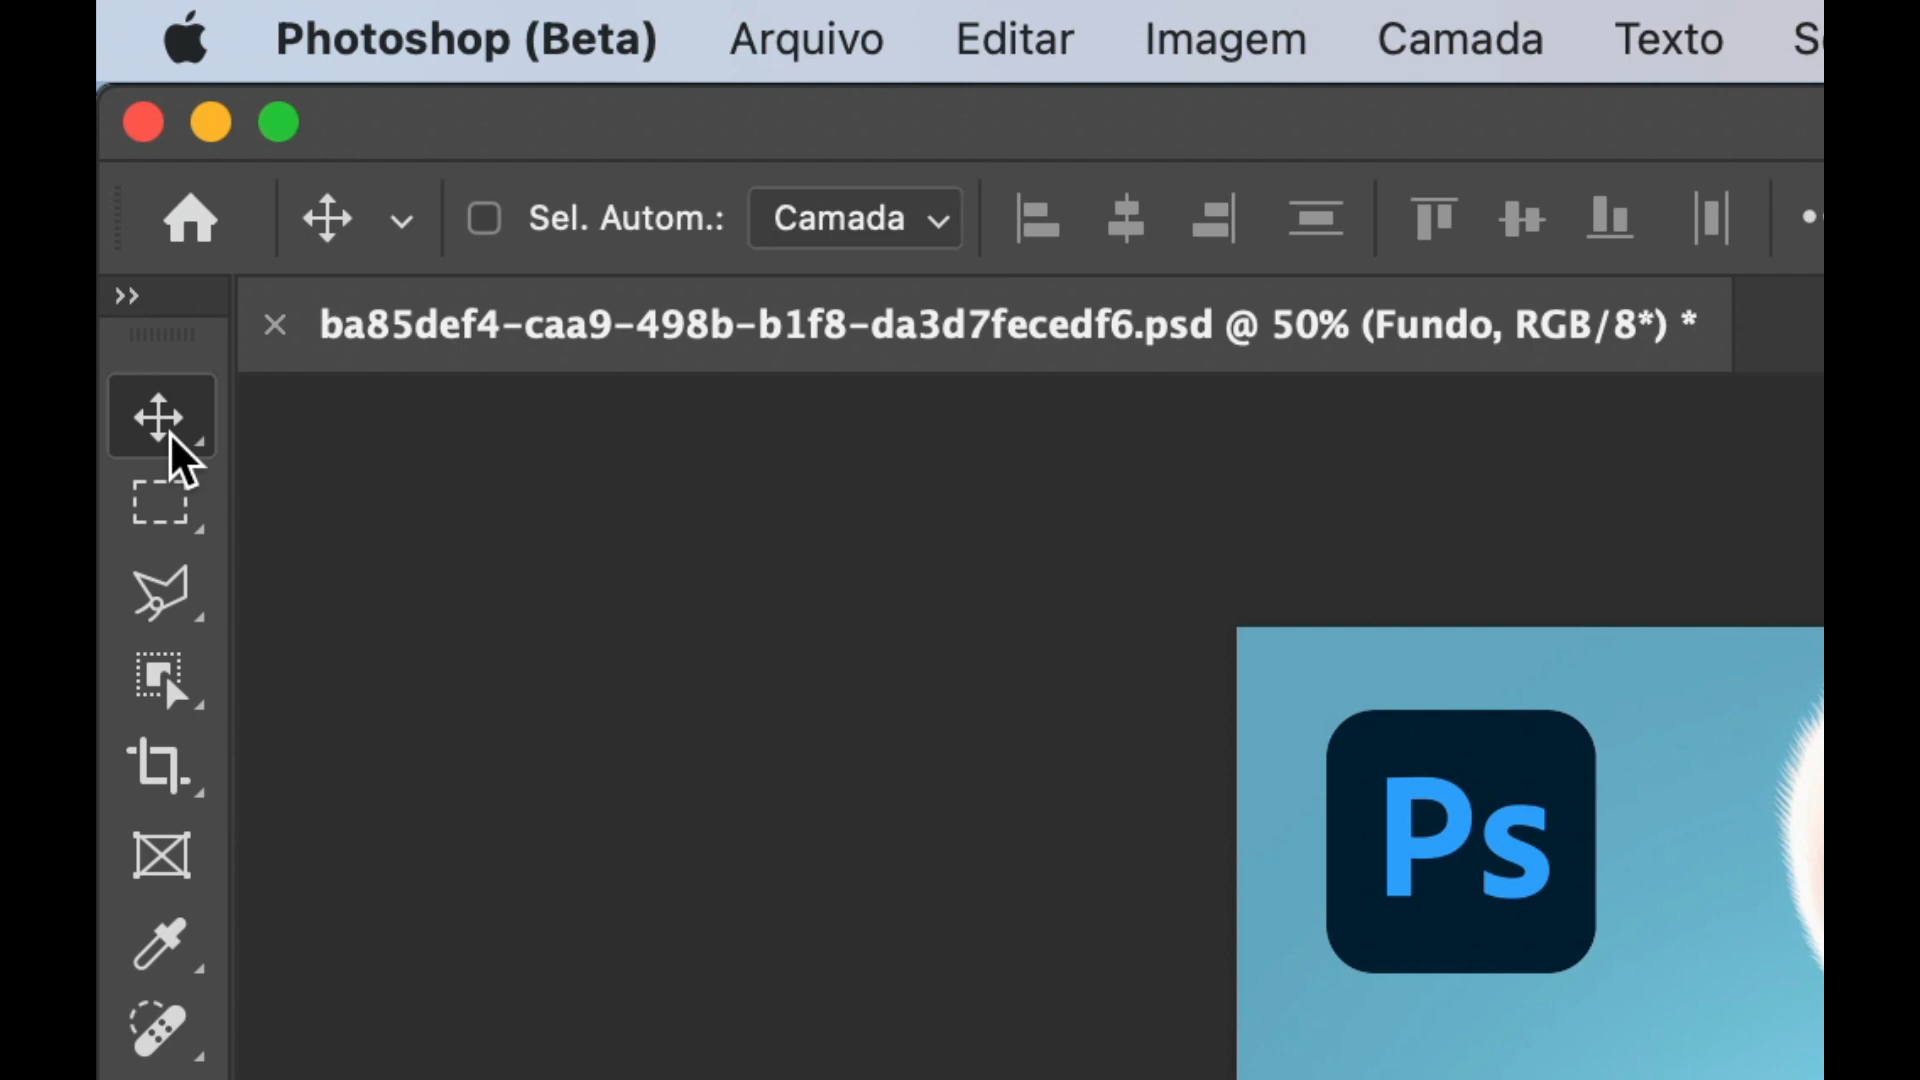 Photoshop (Beta) Arquivo Editar Imagem Camada Texto
Sel. Autom.: Camada
ba85def4-caa9-498b-b1f8-da3d7fecedf6.psd @ 50% (Fundo, RGB/8*) *
Ps